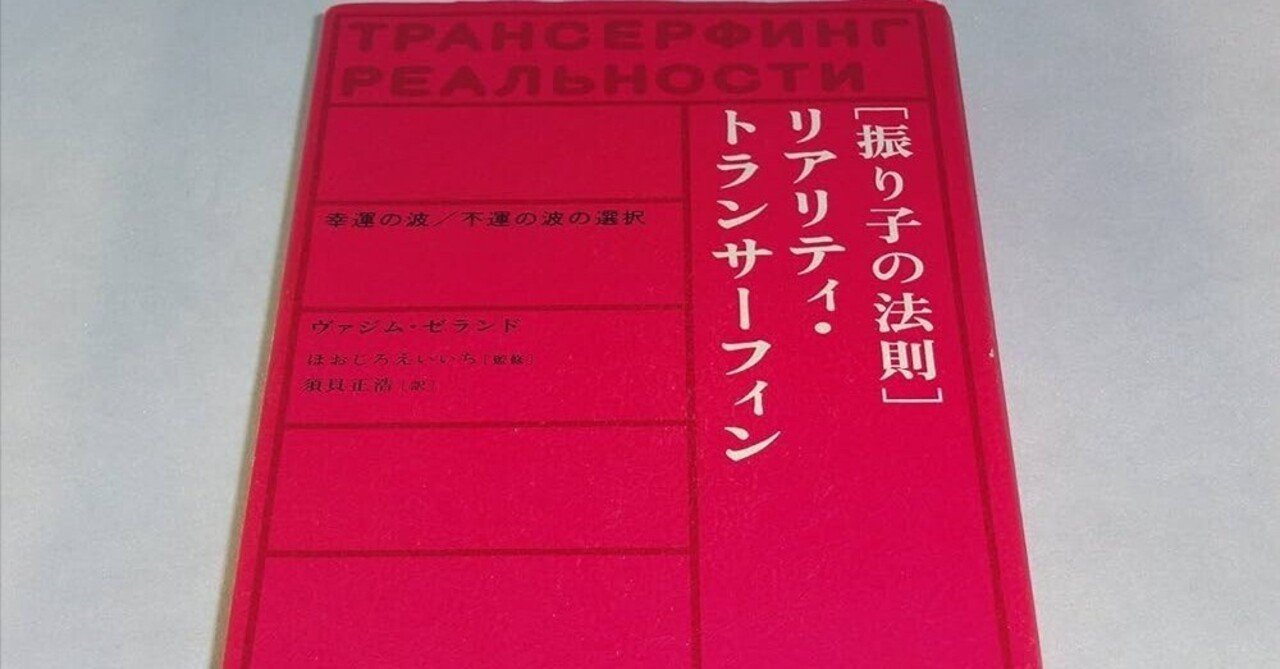 ТРАНСЕРФИНГ
РЕАЛЬНОСТИ
［振り子の法則］
リアリティ・
トランサーフィン
幸運の波／不運の波の選択
ヴァジム・ゼランド
ほおじろえいいち［監修］
須貝正浩［訳］